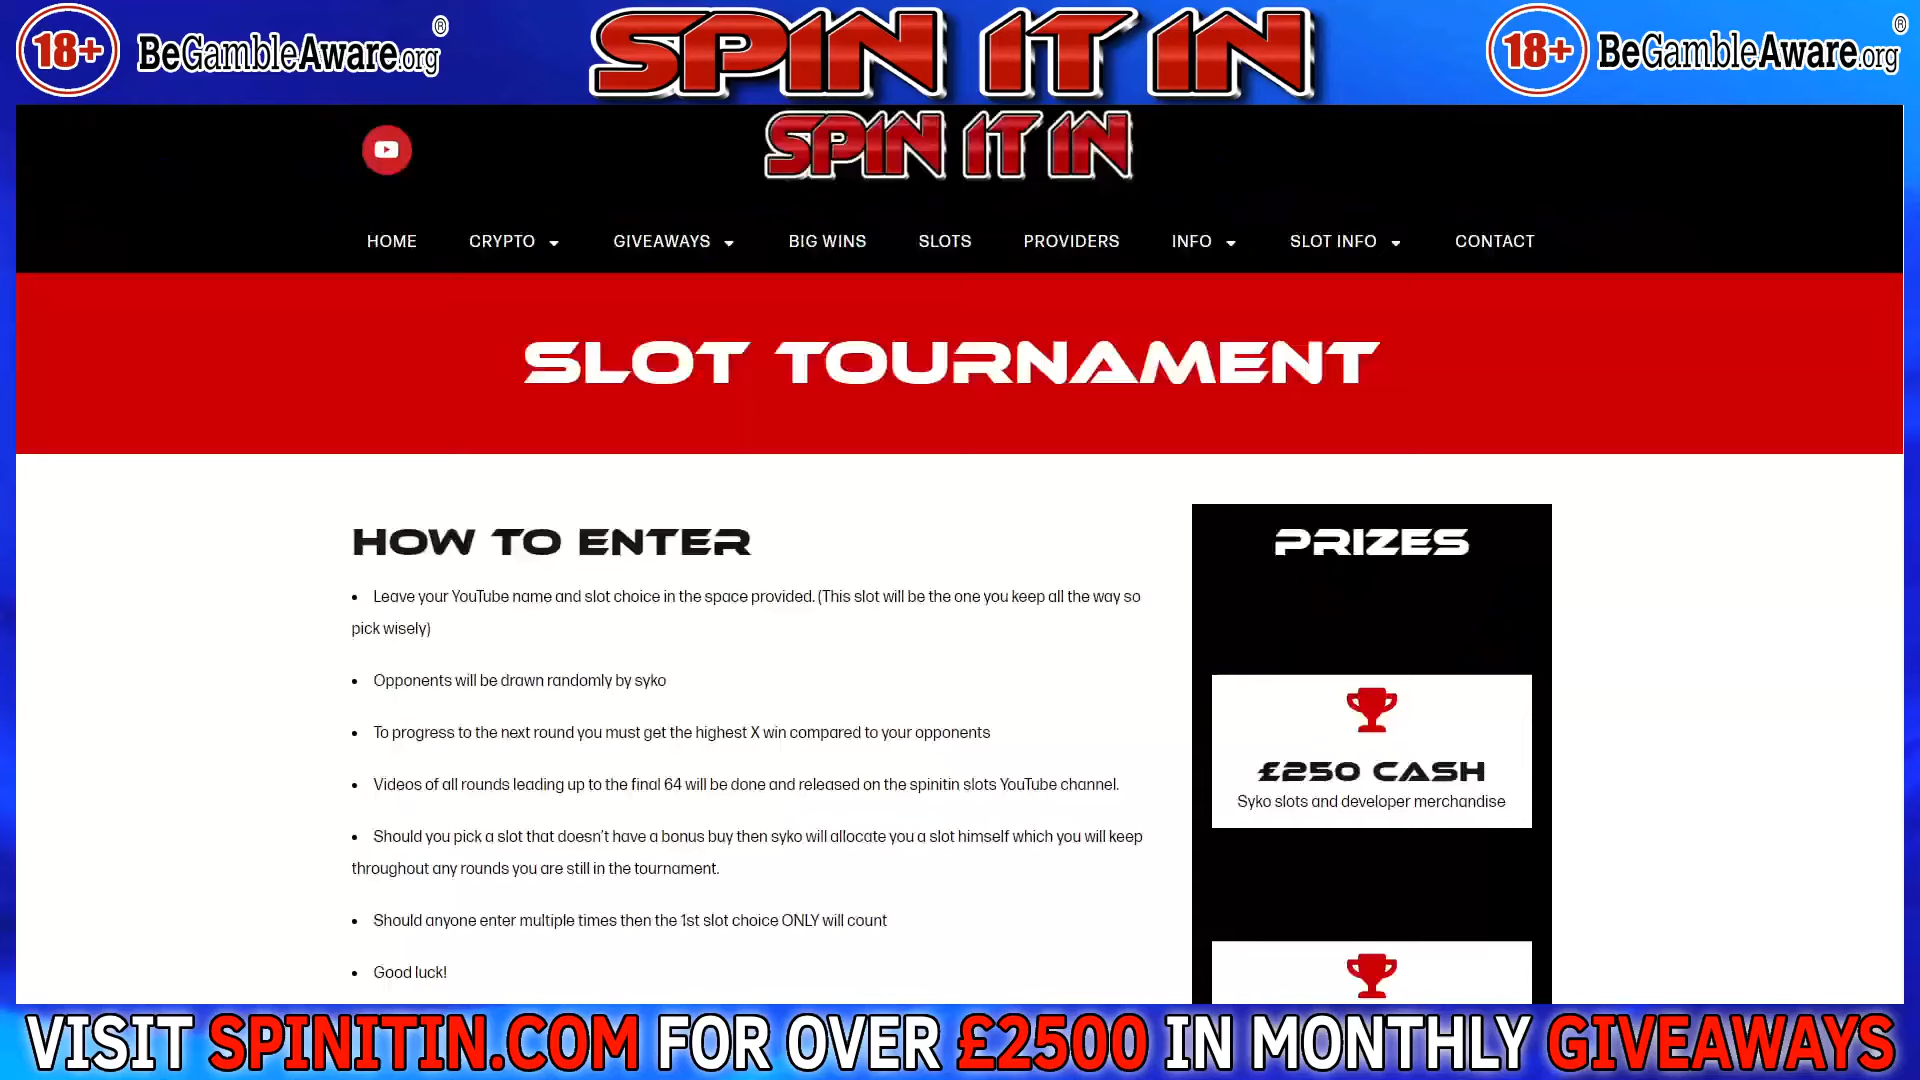 18+ BeGambleAware.org® SPIN IT IN 18+ BeGambleAware.org®
SPIN IT IN
HOME CRYPTO GIVEAWAYS BIG WINS SLOTS PROVIDERS INFO SLOT INFO CONTACT
SLOT TOURNAMENT
HOW TO ENTER
• Leave your YouTube name and slot choice in the space provided. (This slot will be the one you keep all the way so
pick wisely)
• Opponents will be drawn randomly by syko
• To progress to the next round you must get the highest X win compared to your opponents
• Videos of all rounds leading up to the final 64 will be done and released on the spinitin slots YouTube channel.
• Should you pick a slot that doesn't have a bonus buy then syko will allocate you a slot himself which you will keep
throughout any rounds you are still in the tournament.
• Should anyone enter multiple times then the 1st slot choice ONLY will count
• Good luck!
PRIZES
£250 CASH
Syko slots and developer merchandise
VISIT SPINITIN.COM FOR OVER £2500 IN MONTHLY GIVEAWAYS